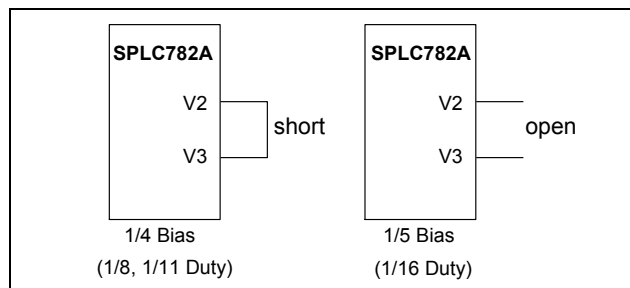 SPLC782A
V2
short
V3
1/4 Bias
(1/8, 1/11 Duty)
SPLC782A
V2
open
V3
1/5 Bias
(1/16 Duty)